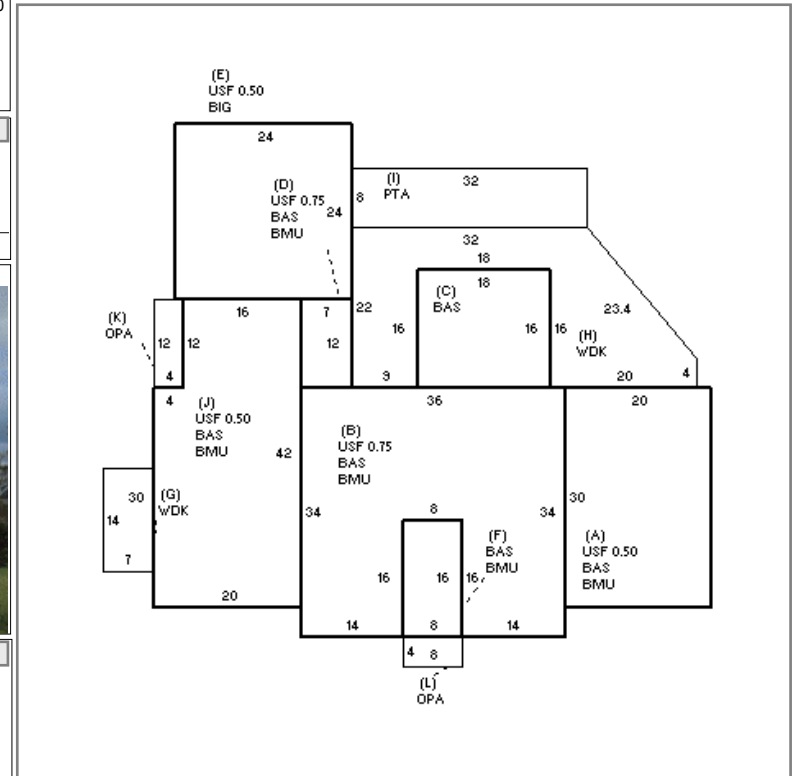 (E)
USF 0.50
BIG
24
(D)
USF 0.75
BAS
BMU
24
8
(I)
PTA
32
32
18
18
(C)
BAS
22
16
16
16
23.4
(H)
WDK
(K)
OPA
12
12
4
16
7
12
9
20
4
4
(J)
USF 0.50
BAS
BMU
42
36
20
(B)
USF 0.75
BAS
BMU
30
14
7
(G)
WDK
34
34
30
8
(F)
BAS
BMU
16
16
16
(A)
USF 0.50
BAS
BMU
20
14
8
14
4
8
(L)
OPA